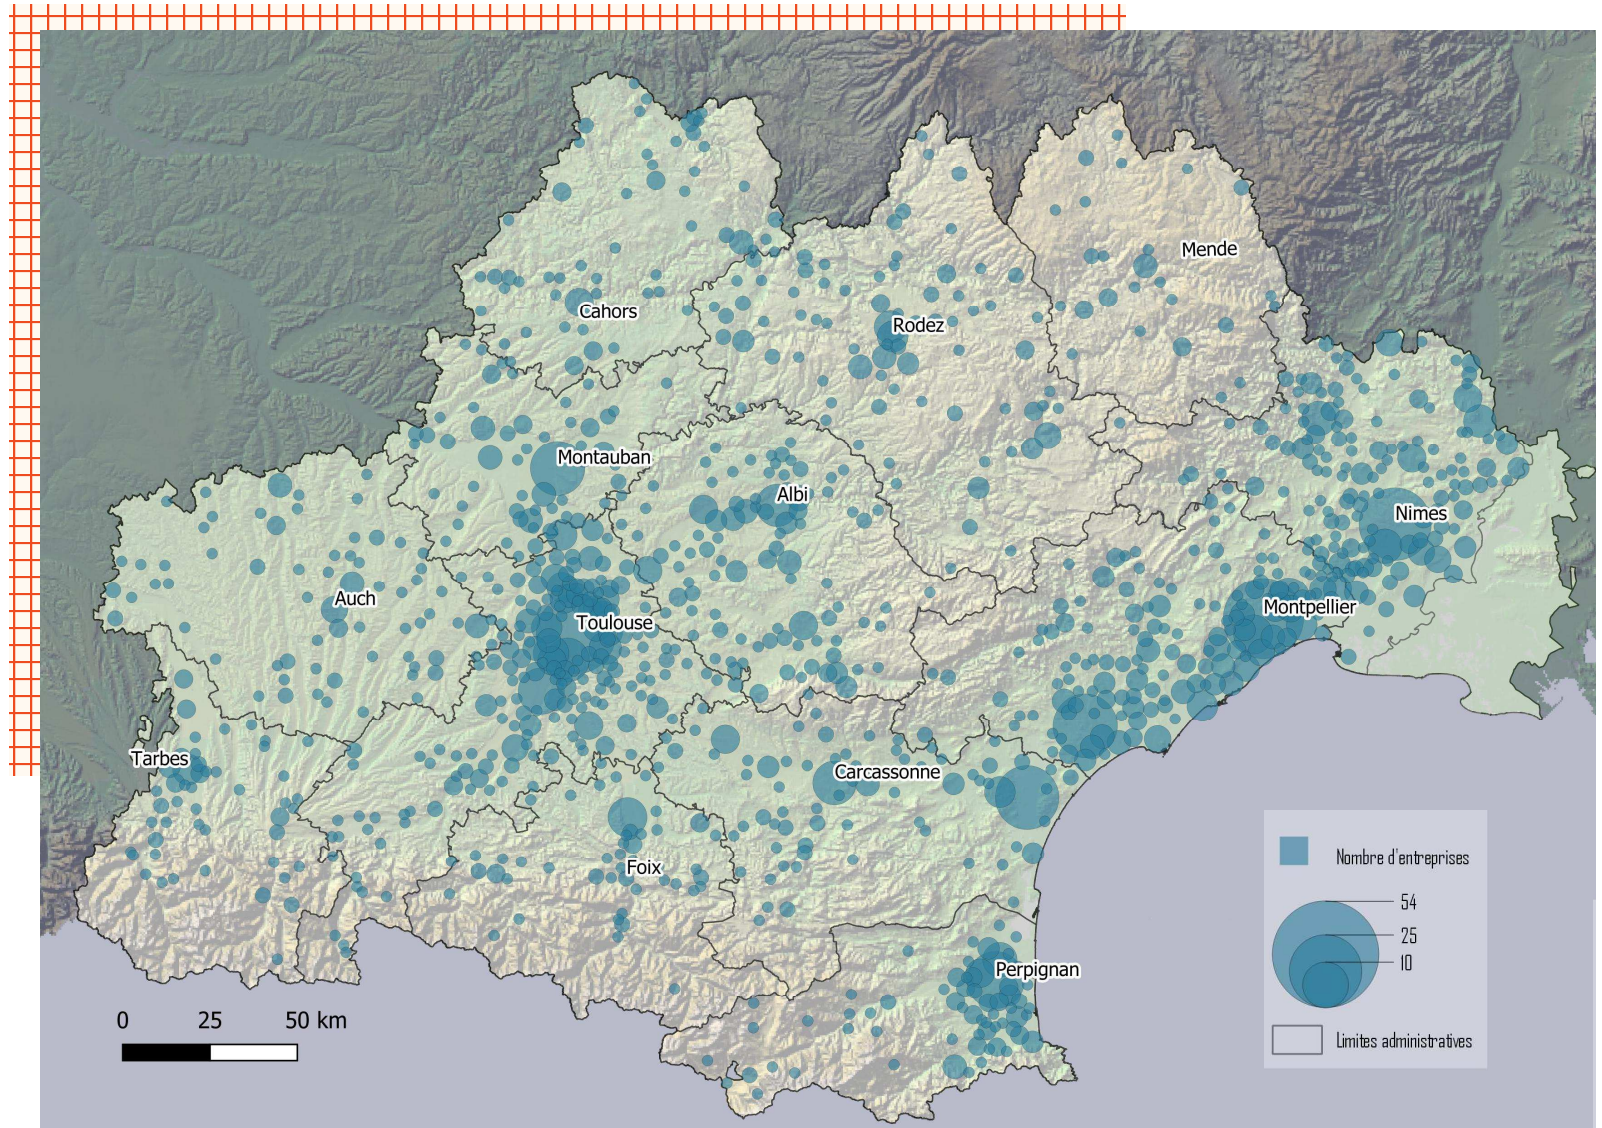 Mende
Cahors
Rodez
Montauban
Albi
Nimes
Auch
Montpellier
Toulouse
Tarbes
Carcassonne
Foix
Perpignan
0 25 50 km
Nombre d'entreprises
54
25
10
Limites administratives